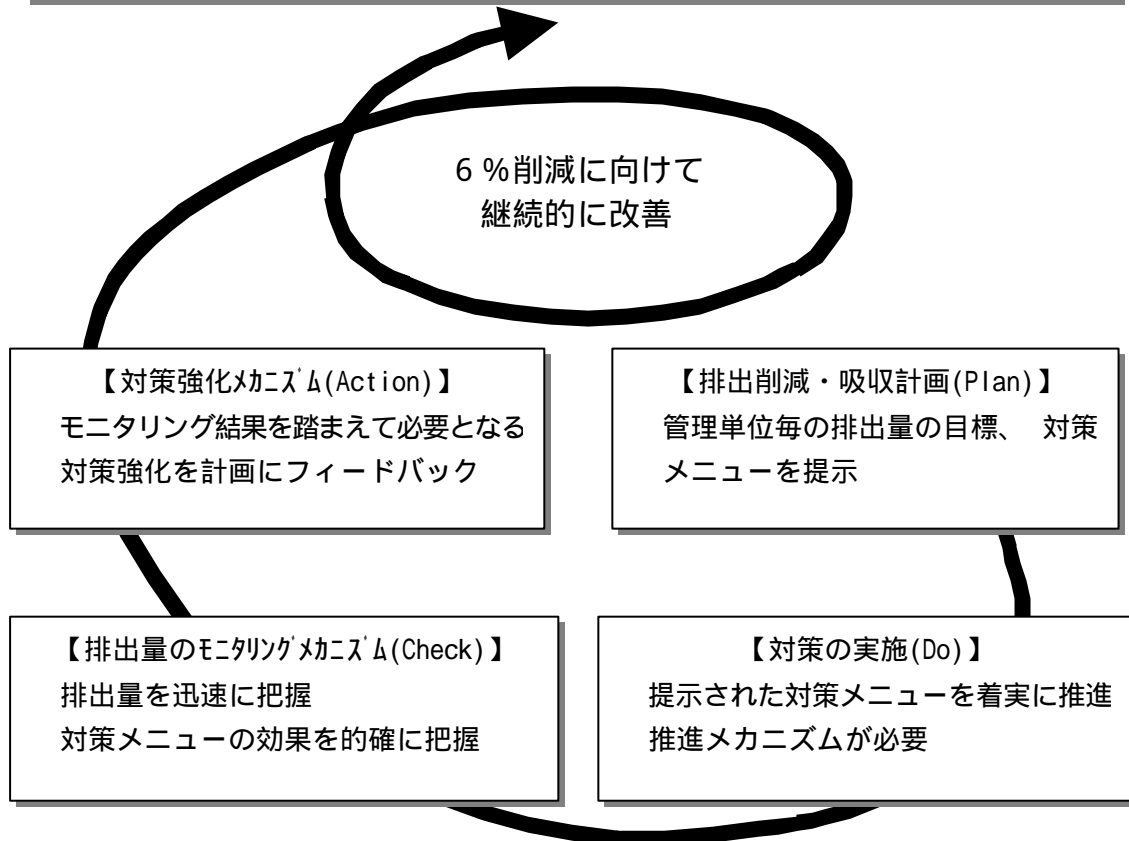 6%削減に向けて
継続的に改善
【対策強化ﾒｶﾆｽﾞﾑ(Action)】
モニタリング結果を踏まえて必要となる
対策強化を計画にフィードバック
【排出削減・吸収計画(Plan)】
管理単位毎の排出量の目標、 対策
メニューを提示
【排出量のﾓﾆﾀﾘﾝｸﾞﾒｶﾆｽﾞﾑ(Check)】
排出量を迅速に把握
対策メニューの効果を的確に把握
【対策の実施(Do)】
提示された対策メニューを着実に推進
推進メカニズムが必要